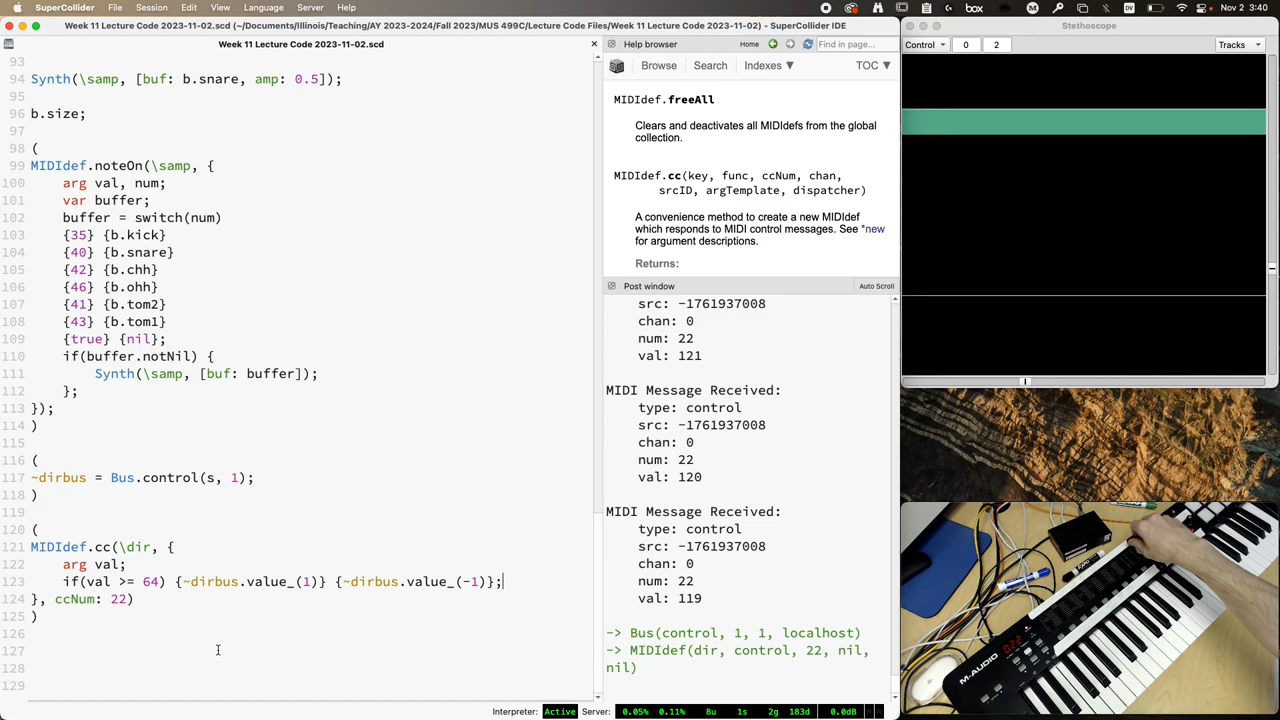 SuperCollider File Session Edit View Language Server Help
Nov 2 3:40
Week 11 Lecture Code 2023-11-02.scd (~/Documents/Illinois/Teaching/AY 2023-2024/Fall 2023/MUS 499C/Lecture Code Files/Week 11 Lecture Code 2023-11-02) - SuperCollider IDE
Week 11 Lecture Code 2023-11-02.scd
93
94 Synth(\samp, [buf: b.snare, amp: 0.5]);
95
96 b.size;
97
98 (
99 MIDIdef.noteOn(\samp, {
100 arg val, num;
101 var buffer;
102 buffer = switch(num)
103 {35} {b.kick}
104 {40} {b.snare}
105 {42} {b.chh}
106 {46} {b.ohh}
107 {41} {b.tom2}
108 {43} {b.tom1}
109 {true} {nil};
110 if(buffer.notNil) {
111 Synth(\samp, [buf: buffer]);
112 };
113 });
114 )
115
116 (
117 ~dirbus = Bus.control(s, 1);
118 )
119
120 (
121 MIDIdef.cc(\dir, {
122 arg val;
123 if(val >= 64) {~dirbus.value_(1)} {~dirbus.value_(-1)};
124 }, ccNum: 22)
125 )
126
127
128
129
Help browser Home Find in page...
Browse Search Indexes ▼ TOC ▼
MIDIdef.freeAll
Clears and deactivates all MIDIdefs from the global
collection.
MIDIdef.cc(key, func, ccNum, chan,
srcID, argTemplate, dispatcher)
A convenience method to create a new MIDIdef
which responds to MIDI control messages. See *new
for argument descriptions.
Returns:
Post window Auto Scroll
src: -1761937008
chan: 0
num: 22
val: 121
MIDI Message Received:
type: control
src: -1761937008
chan: 0
num: 22
val: 120
MIDI Message Received:
type: control
src: -1761937008
chan: 0
num: 22
val: 119
-> Bus(control, 1, 1, localhost)
-> MIDIdef(dir, control, 22, nil,
nil)
Interpreter: Active Server: 0.05% 0.11% 8u 1s 2g 183d 0.0dB
Stethoscope
Control 0 2 Tracks
M-AUDIO
EXPO